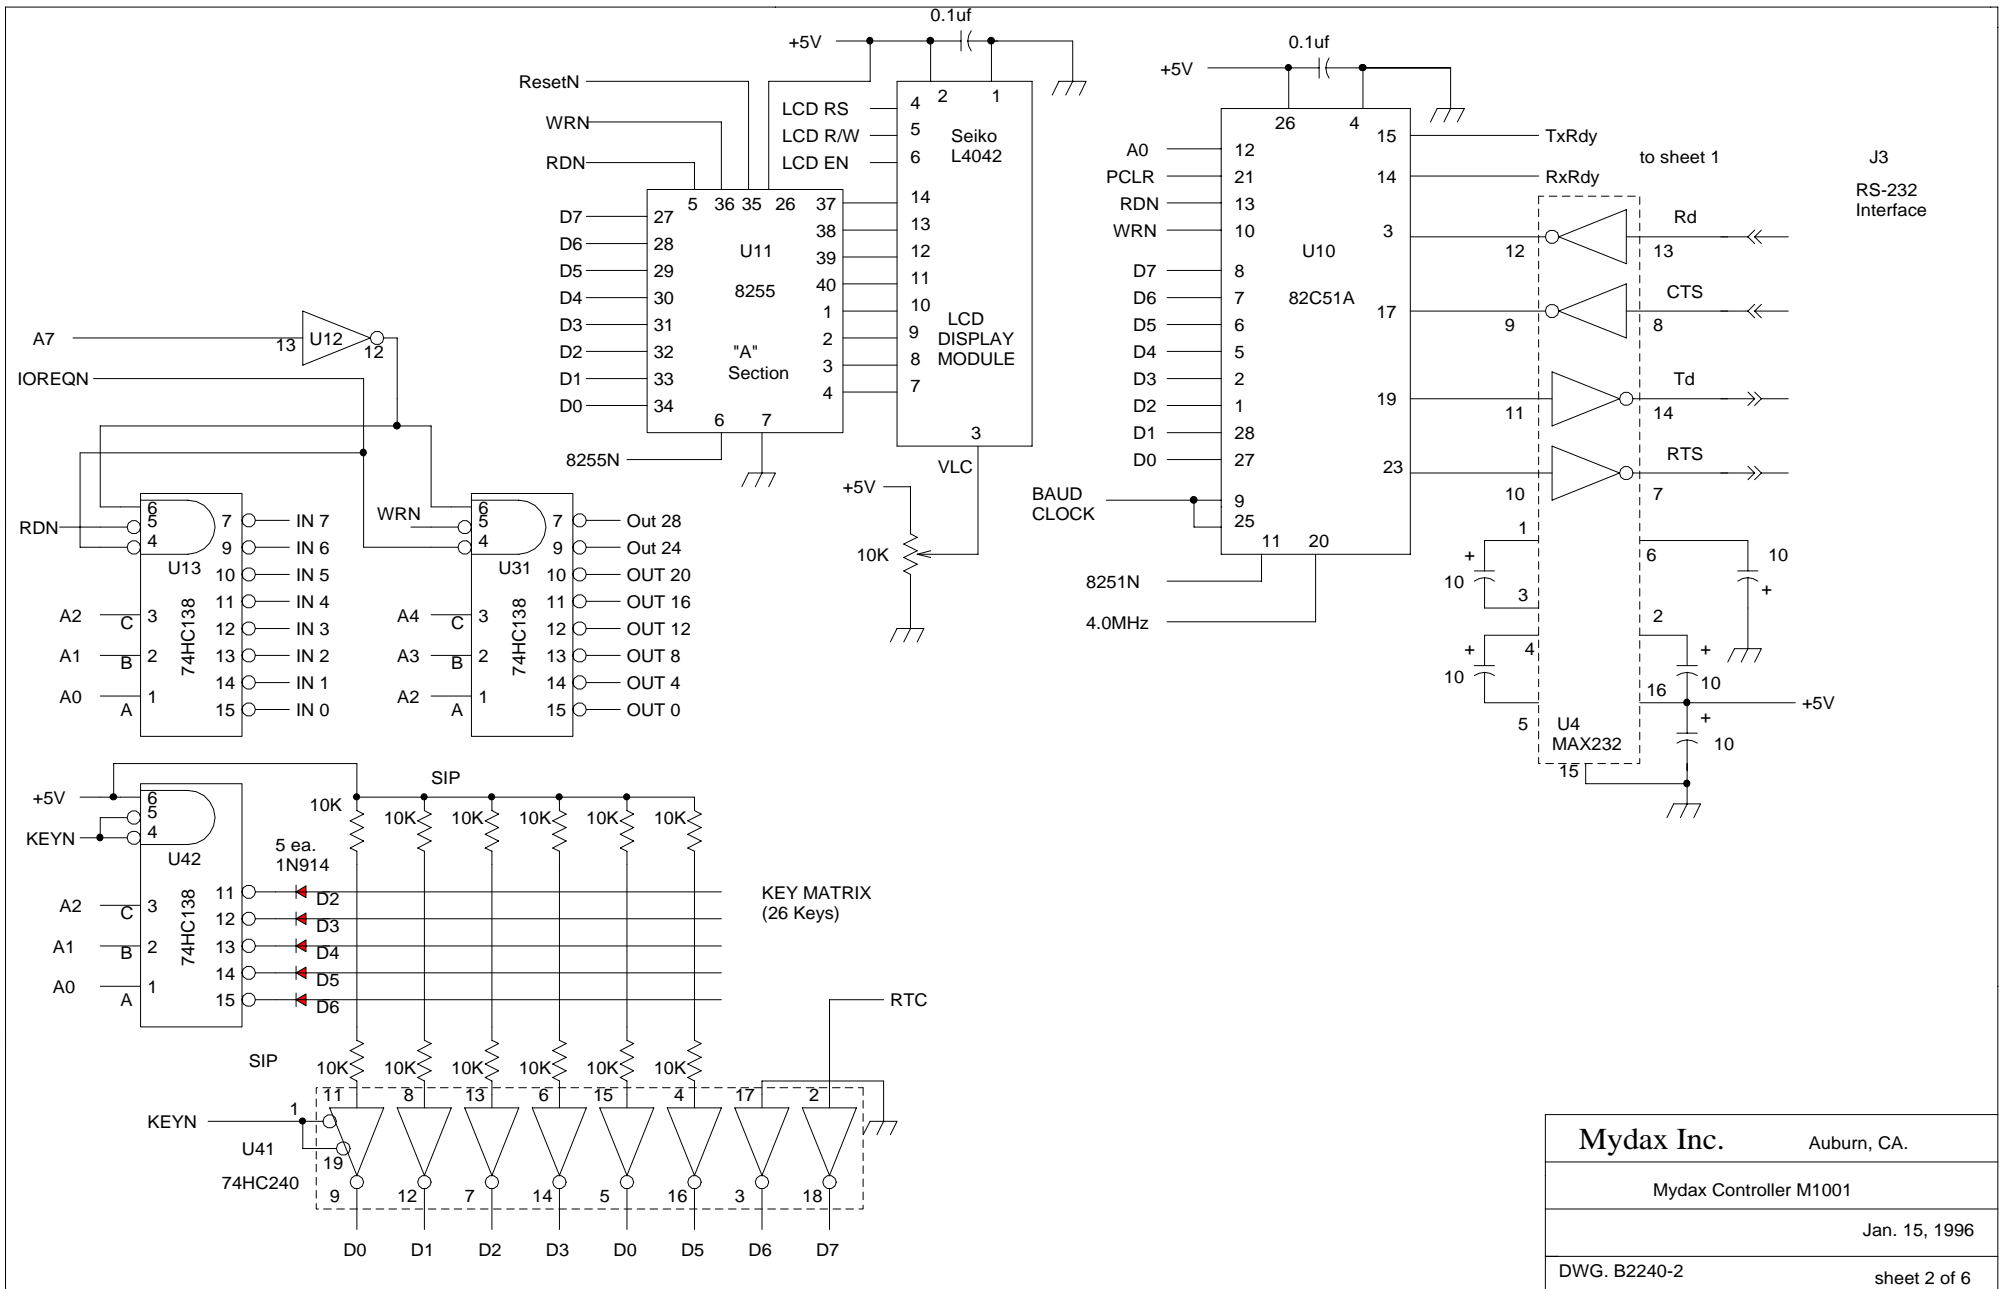 0.1uf
+5V
ResetN
WRN
RDN
LCD RS
LCD R/W
LCD EN
4
5
6
2 1
Seiko
L4042
5 36 35 26 37
38
39
40
1
2
3
4
14
13
12
11
10
9
8
7
D7 27
D6 28
D5 29
D4 30
D3 31
D2 32
D1 33
D0 34
U11
8255
"A"
Section
6 7
8255N
LCD
DISPLAY
MODULE
3
VLC
+5V
10K
A7
13 U12 12
IOREQN
RDN
6
5
4
U13
74HC138
A2 C 3
A1 B 2
A0 A 1
7 IN 7
9 IN 6
10 IN 5
11 IN 4
12 IN 3
13 IN 2
14 IN 1
15 IN 0
WRN
6
5
4
U31
74HC138
A4 C 3
A3 B 2
A2 A 1
7 Out 28
9 Out 24
10 OUT 20
11 OUT 16
12 OUT 12
13 OUT 8
14 OUT 4
15 OUT 0
0.1uf
+5V
26 4
A0 12
PCLR 21
RDN 13
WRN 10
D7 8
D6 7
D5 6
D4 5
D3 2
D2 1
D1 28
D0 27
BAUD
CLOCK
9
25
11 20
8251N
4.0MHz
U10
82C51A
15 TxRdy
14 RxRdy
3
17
19
23
to sheet 1
J3
RS-232
Interface
12 13 Rd
9 8 CTS
11 14 Td
10 7 RTS
1
+
10
3
4
+
10
5
6
10
+
2
+
10
16
+5V
+
10
U4
MAX232
15
+5V
KEYN
6
5
4
U42
74HC138
A2 C 3
A1 B 2
A0 A 1
5 ea.
1N914
11 D2
12 D3
13 D4
14 D5
15 D6
SIP
10K 10K 10K 10K 10K 10K
KEY MATRIX
(26 Keys)
RTC
SIP
10K 10K 10K 10K 10K 10K
KEYN
1
19
U41
74HC240
11 8 13 6 15 4 17 2
9 12 7 14 5 16 3 18
D0 D1 D2 D3 D0 D5 D6 D7
Mydax Inc. Auburn, CA.
Mydax Controller M1001
Jan. 15, 1996
DWG. B2240-2 sheet 2 of 6